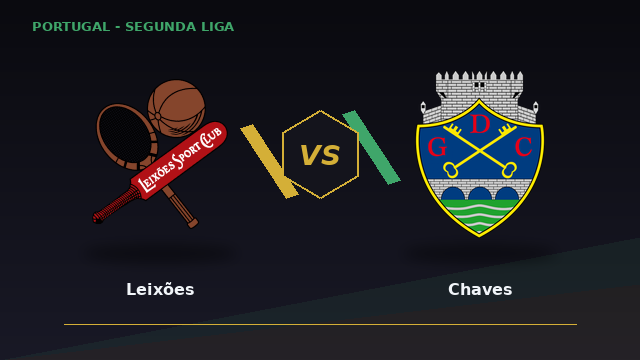 PORTUGAL - SEGUNDA LIGA
LEIXÕES SPORT CLUB
VS
G D C
Leixões
Chaves